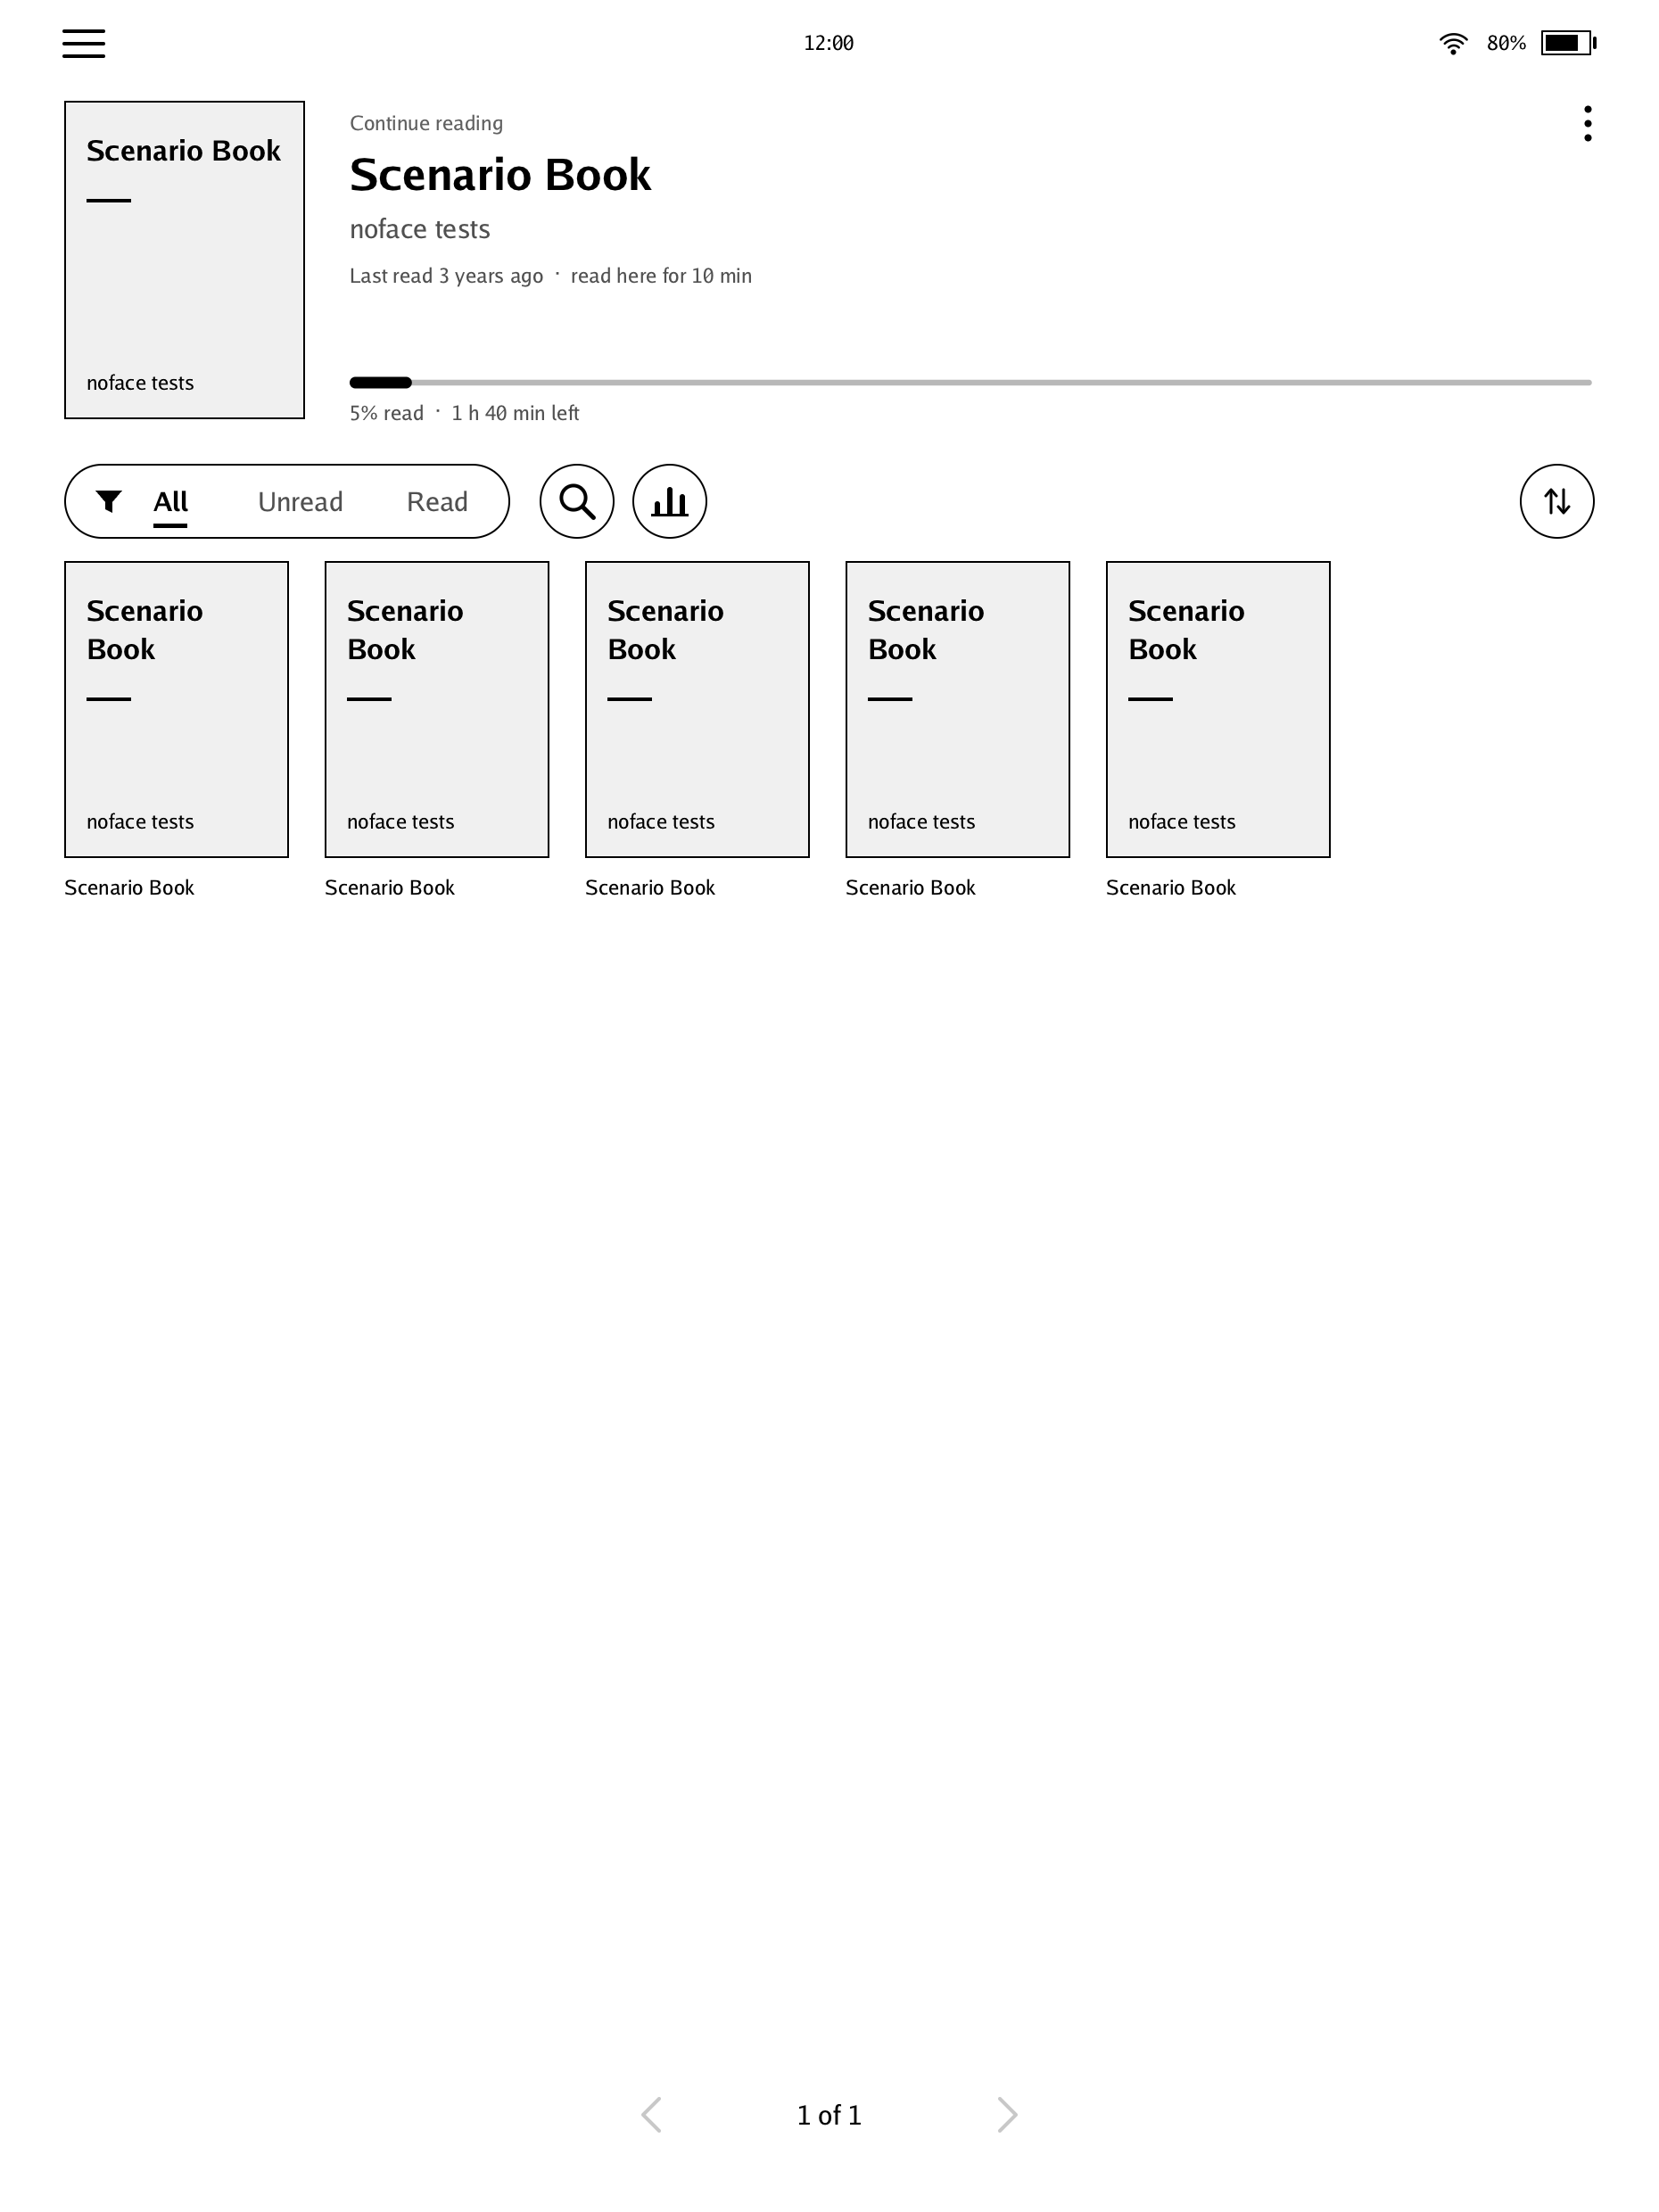 12:00
80%
Scenario Book
noface tests
Continue reading
Scenario Book
noface tests
Last read 3 years ago · read here for 10 min
5% read · 1 h 40 min left
All Unread Read
Scenario
Book
noface tests
Scenario Book
Scenario
Book
noface tests
Scenario Book
Scenario
Book
noface tests
Scenario Book
Scenario
Book
noface tests
Scenario Book
Scenario
Book
noface tests
Scenario Book
1 of 1